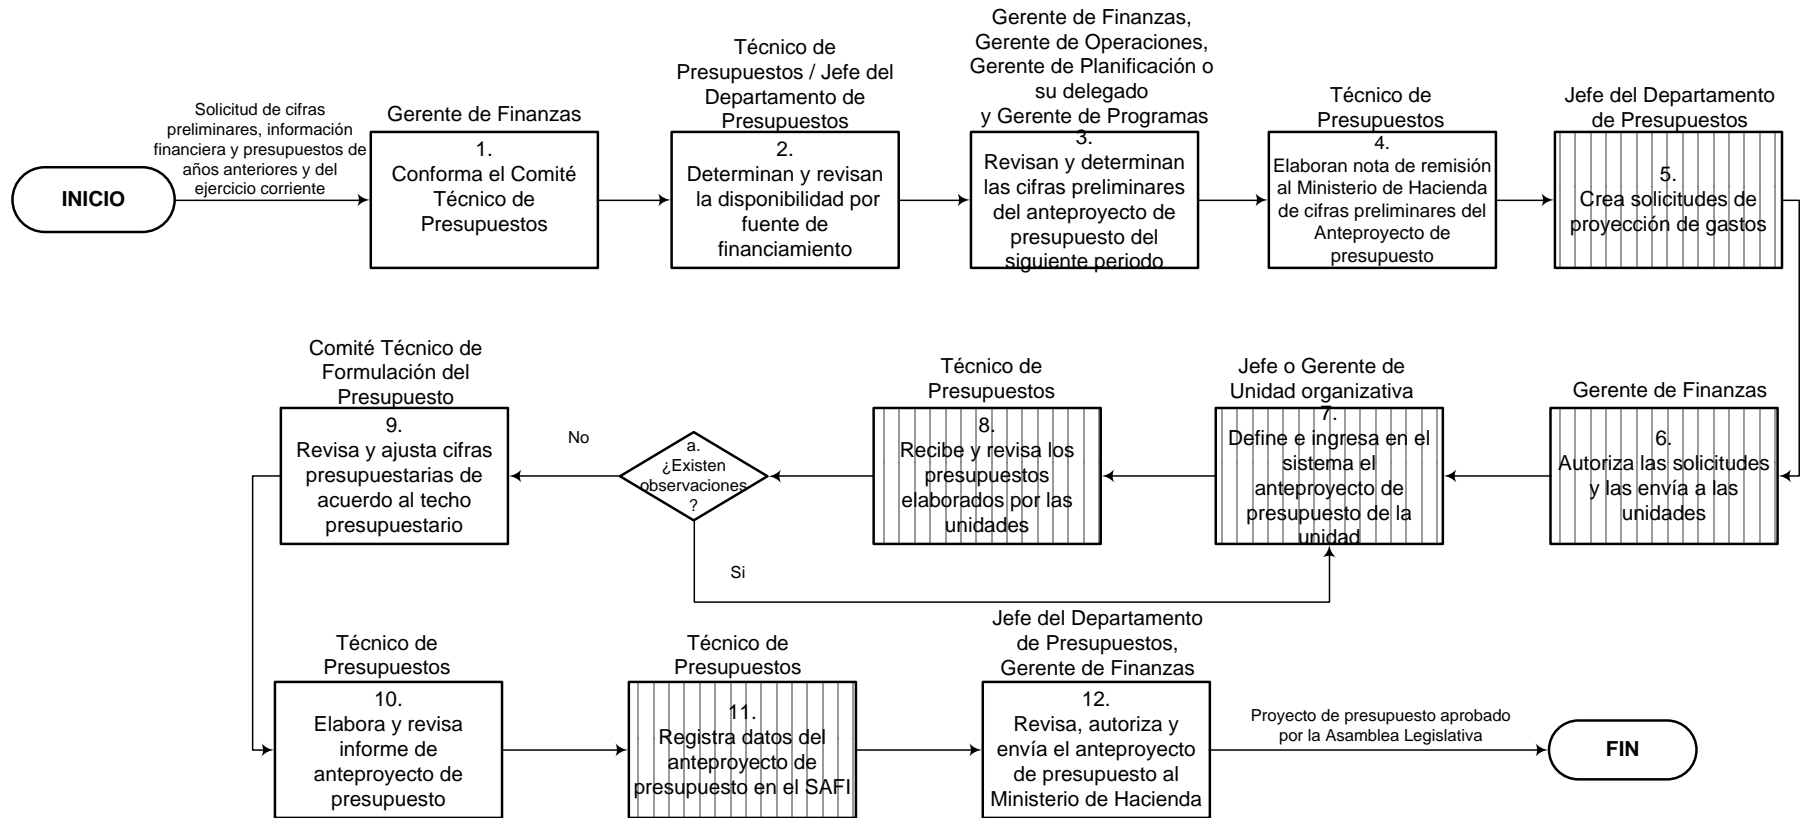 INICIO
Solicitud de cifras
preliminares, información
financiera y presupuestos de
años anteriores y del
ejercicio corriente
Gerente de Finanzas
1.
Conforma el Comité
Técnico de
Presupuestos
Técnico de
Presupuestos / Jefe del
Departamento de
Presupuestos
2.
Determinan y revisan
la disponibilidad por
fuente de
financiamiento
Gerente de Finanzas,
Gerente de Operaciones,
Gerente de Planificación o
su delegado
y Gerente de Programas
3.
Revisan y determinan
las cifras preliminares
del anteproyecto de
presupuesto del
siguiente periodo
Técnico de
Presupuestos
4.
Elaboran nota de remisión
al Ministerio de Hacienda
de cifras preliminares del
Anteproyecto de
presupuesto
Jefe del Departamento
de Presupuestos
5.
Crea solicitudes de
proyección de gastos
Gerente de Finanzas
6.
Autoriza las solicitudes
y las envía a las
unidades
Jefe o Gerente de
Unidad organizativa
7.
Define e ingresa en el
sistema el
anteproyecto de
presupuesto de la
unidad
Técnico de
Presupuestos
8.
Recibe y revisa los
presupuestos
elaborados por las
unidades
a.
¿Existen
observaciones
?
No
Si
Comité Técnico de
Formulación del
Presupuesto
9.
Revisa y ajusta cifras
presupuestarias de
acuerdo al techo
presupuestario
Técnico de
Presupuestos
10.
Elabora y revisa
informe de
anteproyecto de
presupuesto
Técnico de
Presupuestos
11.
Registra datos del
anteproyecto de
presupuesto en el SAFI
Jefe del Departamento
de Presupuestos,
Gerente de Finanzas
12.
Revisa, autoriza y
envía el anteproyecto
de presupuesto al
Ministerio de Hacienda
Proyecto de presupuesto aprobado
por la Asamblea Legislativa
FIN